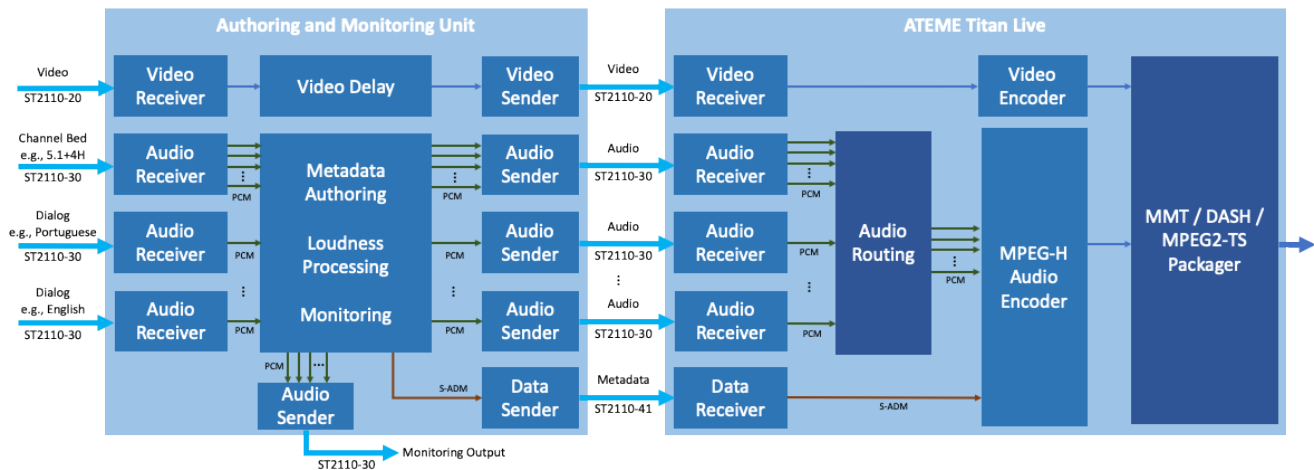 Authoring and Monitoring Unit
ATEME Titan Live
Video
ST2110-20
Video
Receiver
Video Delay
Video
Sender
Video
ST2110-20
Video
Receiver
Video
Encoder
Channel Bed
e.g., 5.1+4H
ST2110-30
Audio
Receiver
PCM
Metadata
Authoring
Loudness
Processing
Monitoring
PCM
Audio
Sender
Audio
ST2110-30
Audio
Receiver
PCM
Audio
Routing
PCM
MPEG-H
Audio
Encoder
MMT / DASH /
MPEG2-TS
Packager
Dialog
e.g., Portuguese
ST2110-30
Audio
Receiver
PCM
PCM
Audio
Sender
Audio
ST2110-30
Audio
Receiver
PCM
Dialog
e.g., English
ST2110-30
Audio
Receiver
PCM
PCM
Audio
Sender
Audio
ST2110-30
Audio
Receiver
PCM
PCM
Audio
Sender
S-ADM
Data
Sender
Metadata
ST2110-41
Data
Receiver
S-ADM
ST2110-30
Monitoring Output